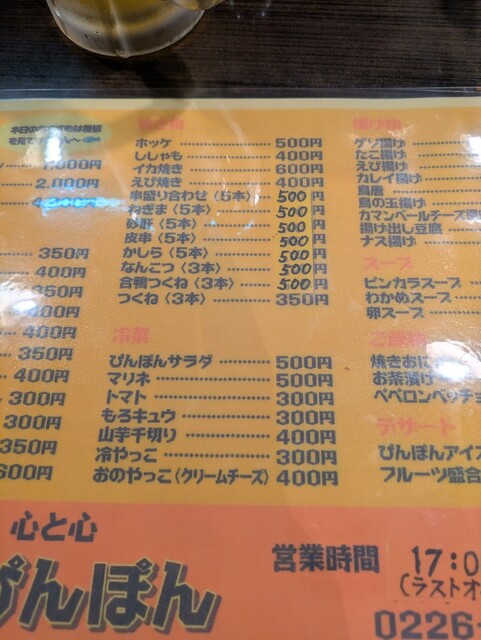 本日の
を見て
1,000円
2,000円
350円
400円
350円
400円
400円
350円
400円
300円
350円
600円
ホッケ 500円
ししゃも 400円
イカ焼き 600円
えび焼き 400円
串盛り合わせ〈5本〉 500円
ねぎま〈5本〉 500円
砂肝〈5本〉 500円
皮串〈5本〉 500円
かしら〈5本〉 500円
なんこつ〈3本〉 500円
合鴨つくね〈3本〉 500円
つくね〈3本〉 350円
冷菜
ぴんぽんサラダ 500円
マリネ 500円
トマト 300円
もろキュウ 300円
山芋千切り 400円
冷やっこ 300円
おのやっこ〈クリームチーズ〉 400円
揚げ物
ゲソ揚げ
たこ揚げ
えび揚げ
カレイ揚げ
鳥唐
鳥の玉揚げ
カマンベールチーズ
揚げ出し豆腐
ナス揚げ
スープ
ピンカラスープ
わかめスープ
卵スープ
ご飯物
焼きおに
お茶漬け
ペペロンペッチョ
デザート
ぴんぽんアイス
フルーツ盛合
心と心
ぴんぽん
営業時間 17:0
(ラストオ
0226-